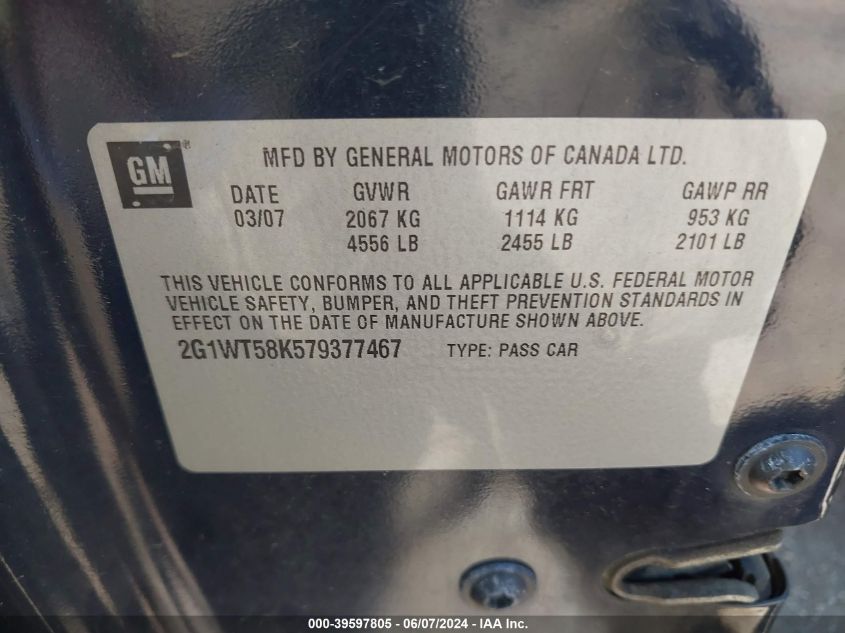 GM ®
MFD BY GENERAL MOTORS OF CANADA LTD.
DATE GVWR GAWR FRT GAWP RR
03/07 2067 KG 1114 KG 953 KG
4556 LB 2455 LB 2101 LB
THIS VEHICLE CONFORMS TO ALL APPLICABLE U.S. FEDERAL MOTOR
VEHICLE SAFETY, BUMPER, AND THEFT PREVENTION STANDARDS IN
EFFECT ON THE DATE OF MANUFACTURE SHOWN ABOVE.
2G1WT58K579377467 TYPE: PASS CAR
000-39597805 - 06/07/2024 - IAA Inc.